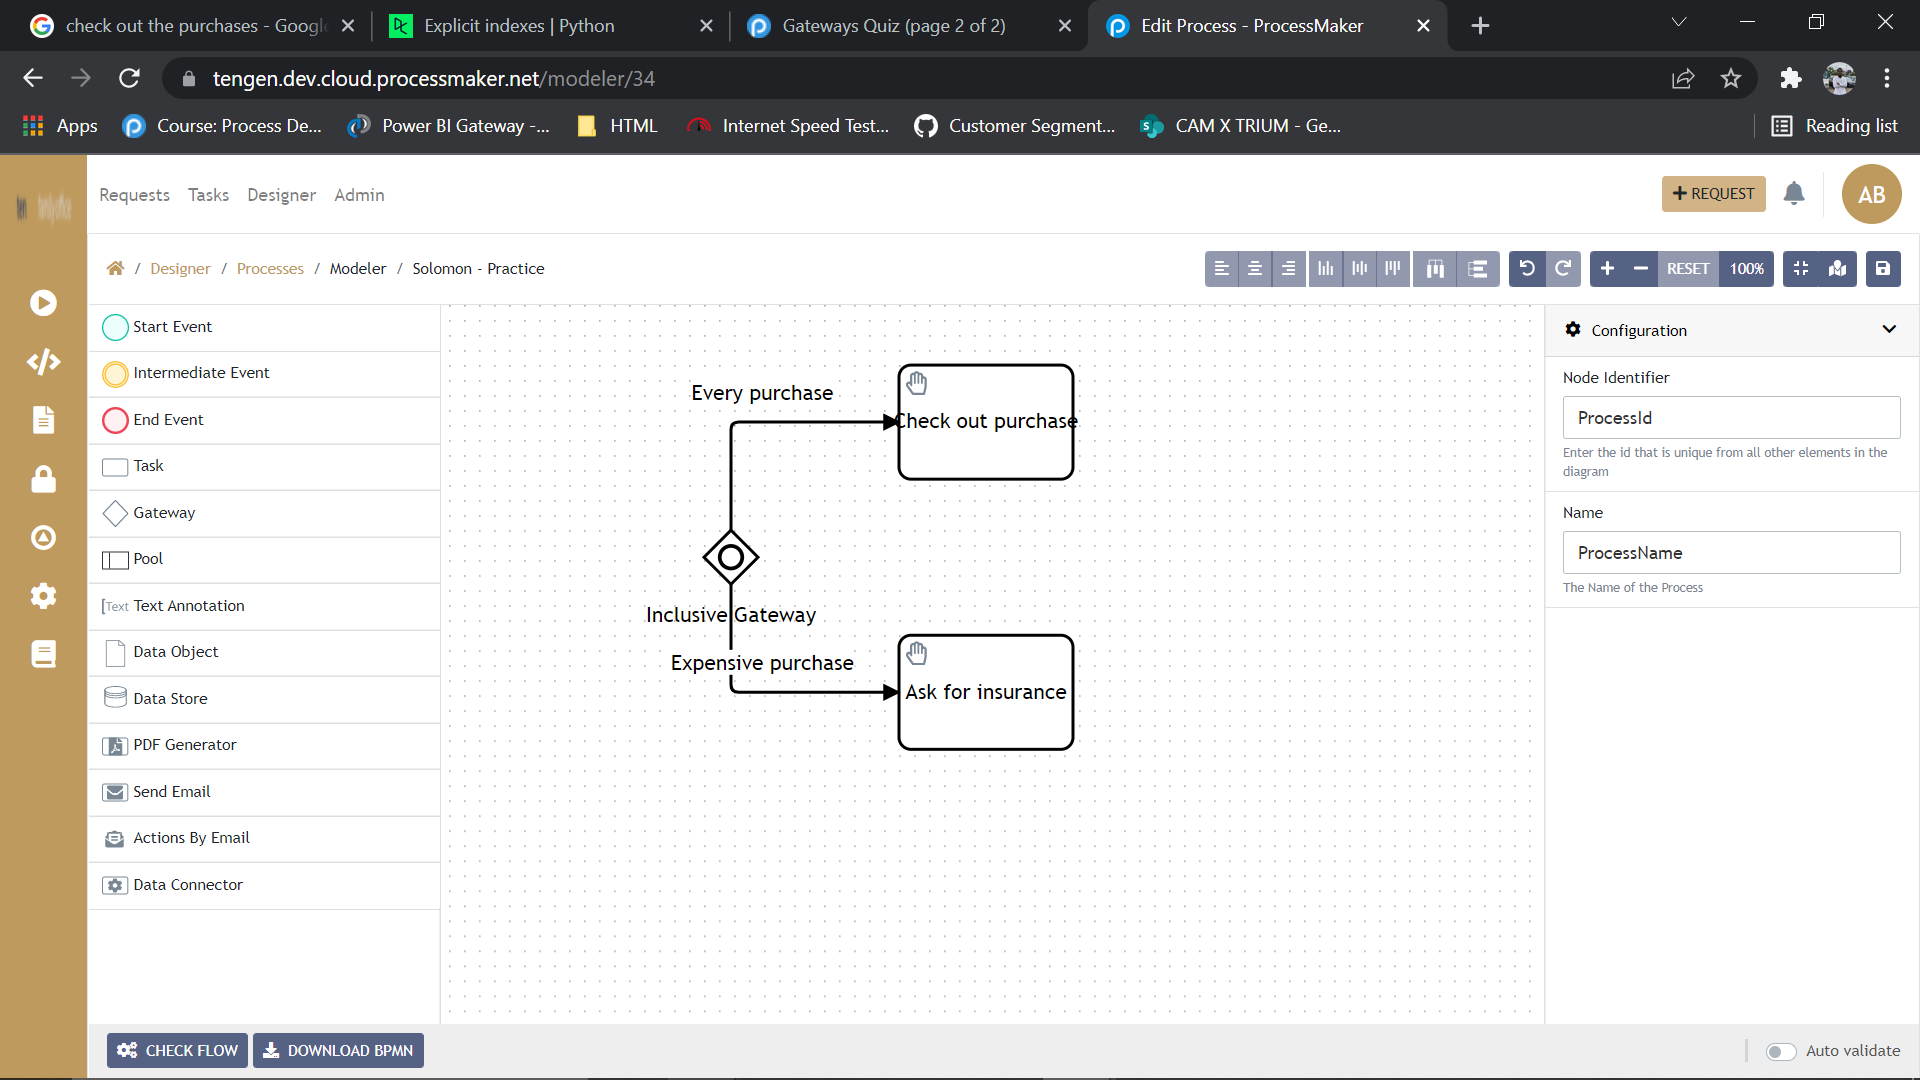 check out the purchases - Googl
Explicit indexes | Python
Gateways Quiz (page 2 of 2)
Edit Process - ProcessMaker
tengen.dev.cloud.processmaker.net/modeler/34
Apps
Course: Process De...
Power BI Gateway -...
HTML
Internet Speed Test...
Customer Segment...
CAM X TRIUM - Ge...
Reading list
Requests Tasks Designer Admin
+ REQUEST
AB
/ Designer / Processes / Modeler / Solomon - Practice
RESET
100%
Start Event
Intermediate Event
End Event
Task
Gateway
Pool
[Text Text Annotation
Data Object
Data Store
PDF Generator
Send Email
Actions By Email
Data Connector
Every purchase
Check out purchase
Inclusive Gateway
Expensive purchase
Ask for insurance
Configuration
Node Identifier
ProcessId
Enter the id that is unique from all other elements in the
diagram
Name
ProcessName
The Name of the Process
CHECK FLOW
DOWNLOAD BPMN
Auto validate